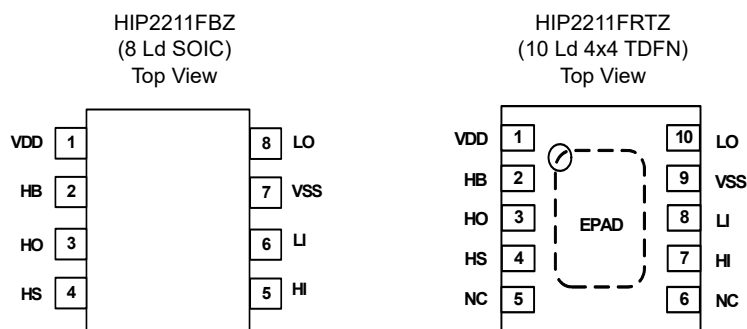 HIP2211FBZ
(8 Ld SOIC)
Top View
VDD 1 8 LO
HB 2 7 VSS
HO 3 6 LI
HS 4 5 HI
HIP2211FRTZ
(10 Ld 4x4 TDFN)
Top View
VDD 1 10 LO
HB 2 9 VSS
HO 3 EPAD 8 LI
HS 4 7 HI
NC 5 6 NC